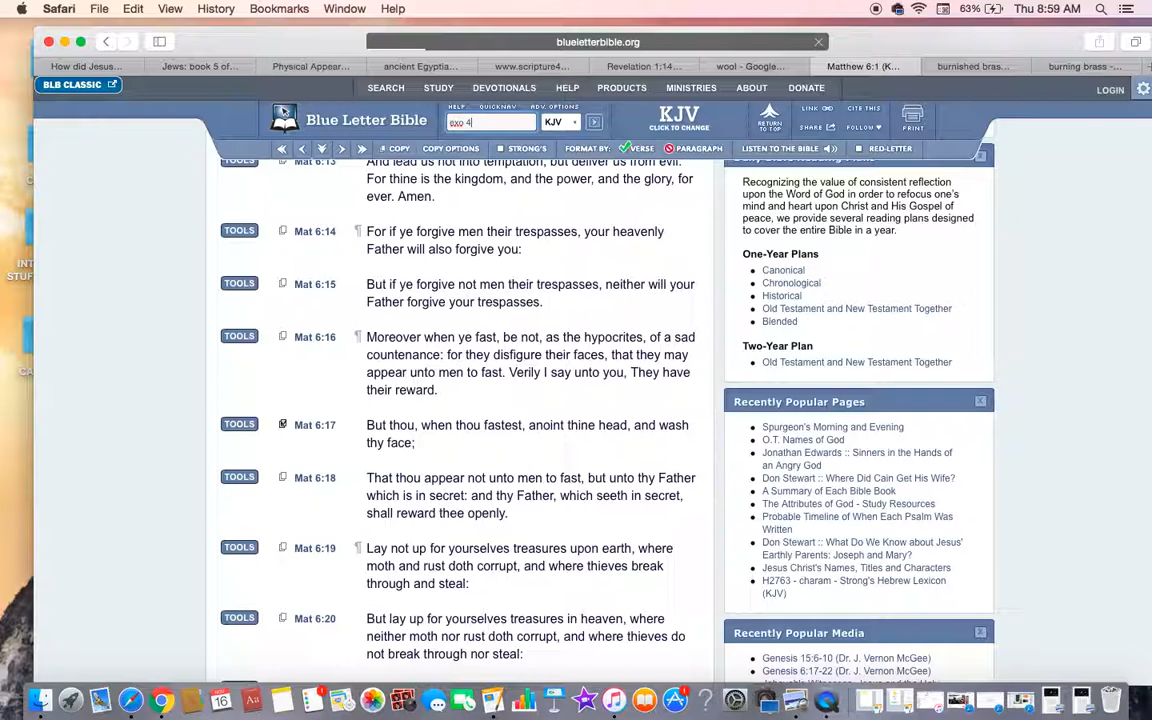 Safari File Edit View History Bookmarks Window Help 63% Thu 8:59 AM
blueletterbible.org
How did Jesus... Jews: book 5 of... Physical Appear... ancient Egyptia... www.scripture4... Revelation 1:14... wool - Google... Matthew 6:1 (K... burnished bras... burning brass -...
BLB CLASSIC
SEARCH STUDY DEVOTIONALS HELP PRODUCTS MINISTRIES ABOUT DONATE LOGIN
HELP QUICKNAV ADV. OPTIONS
Blue Letter Bible exo 4 KJV
KJV
CLICK TO CHANGE
RETURN TO TOP
LINK CITE THIS
SHARE FOLLOW PRINT
COPY COPY OPTIONS STRONG'S FORMAT BY: VERSE PARAGRAPH LISTEN TO THE BIBLE RED-LETTER
TOOLS Mat 6:13 And lead us not into temptation, but deliver us from evil:
For thine is the kingdom, and the power, and the glory, for
ever. Amen.
TOOLS Mat 6:14 ¶ For if ye forgive men their trespasses, your heavenly
Father will also forgive you:
TOOLS Mat 6:15 But if ye forgive not men their trespasses, neither will your
Father forgive your trespasses.
TOOLS Mat 6:16 ¶ Moreover when ye fast, be not, as the hypocrites, of a sad
countenance: for they disfigure their faces, that they may
appear unto men to fast. Verily I say unto you, They have
their reward.
TOOLS Mat 6:17 But thou, when thou fastest, anoint thine head, and wash
thy face;
TOOLS Mat 6:18 That thou appear not unto men to fast, but unto thy Father
which is in secret: and thy Father, which seeth in secret,
shall reward thee openly.
TOOLS Mat 6:19 ¶ Lay not up for yourselves treasures upon earth, where
moth and rust doth corrupt, and where thieves break
through and steal:
TOOLS Mat 6:20 But lay up for yourselves treasures in heaven, where
neither moth nor rust doth corrupt, and where thieves do
not break through nor steal:
Daily Bible Reading Plans
Recognizing the value of consistent reflection
upon the Word of God in order to refocus one's
mind and heart upon Christ and His Gospel of
peace, we provide several reading plans designed
to cover the entire Bible in a year.
One-Year Plans
Canonical
Chronological
Historical
Old Testament and New Testament Together
Blended
Two-Year Plan
Old Testament and New Testament Together
Recently Popular Pages
Spurgeon's Morning and Evening
O.T. Names of God
Jonathan Edwards :: Sinners in the Hands of
an Angry God
Don Stewart :: Where Did Cain Get His Wife?
A Summary of Each Bible Book
The Attributes of God - Study Resources
Probable Timeline of When Each Psalm Was
Written
Don Stewart :: What Do We Know about Jesus'
Earthly Parents: Joseph and Mary?
Jesus Christ's Names, Titles and Characters
H2763 - charam - Strong's Hebrew Lexicon
(KJV)
Recently Popular Media
Genesis 15:6-10 (Dr. J. Vernon McGee)
Genesis 6:17-22 (Dr. J. Vernon McGee)
16